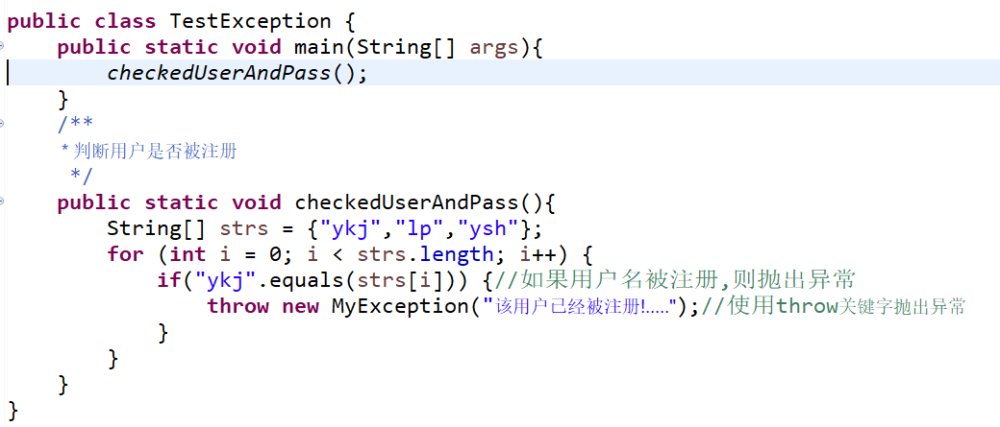 public class TestException {
public static void main(String[] args){
checkedUserAndPass();
}
/**
* 判断用户是否被注册
*/
public static void checkedUserAndPass(){
String[] strs = {"ykj","lp","ysh"};
for (int i = 0; i < strs.length; i++) {
if("ykj".equals(strs[i])) {//如果用户名被注册,则抛出异常
throw new MyException("该用户已经被注册!.....");//使用throw关键字抛出异常
}
}
}
}